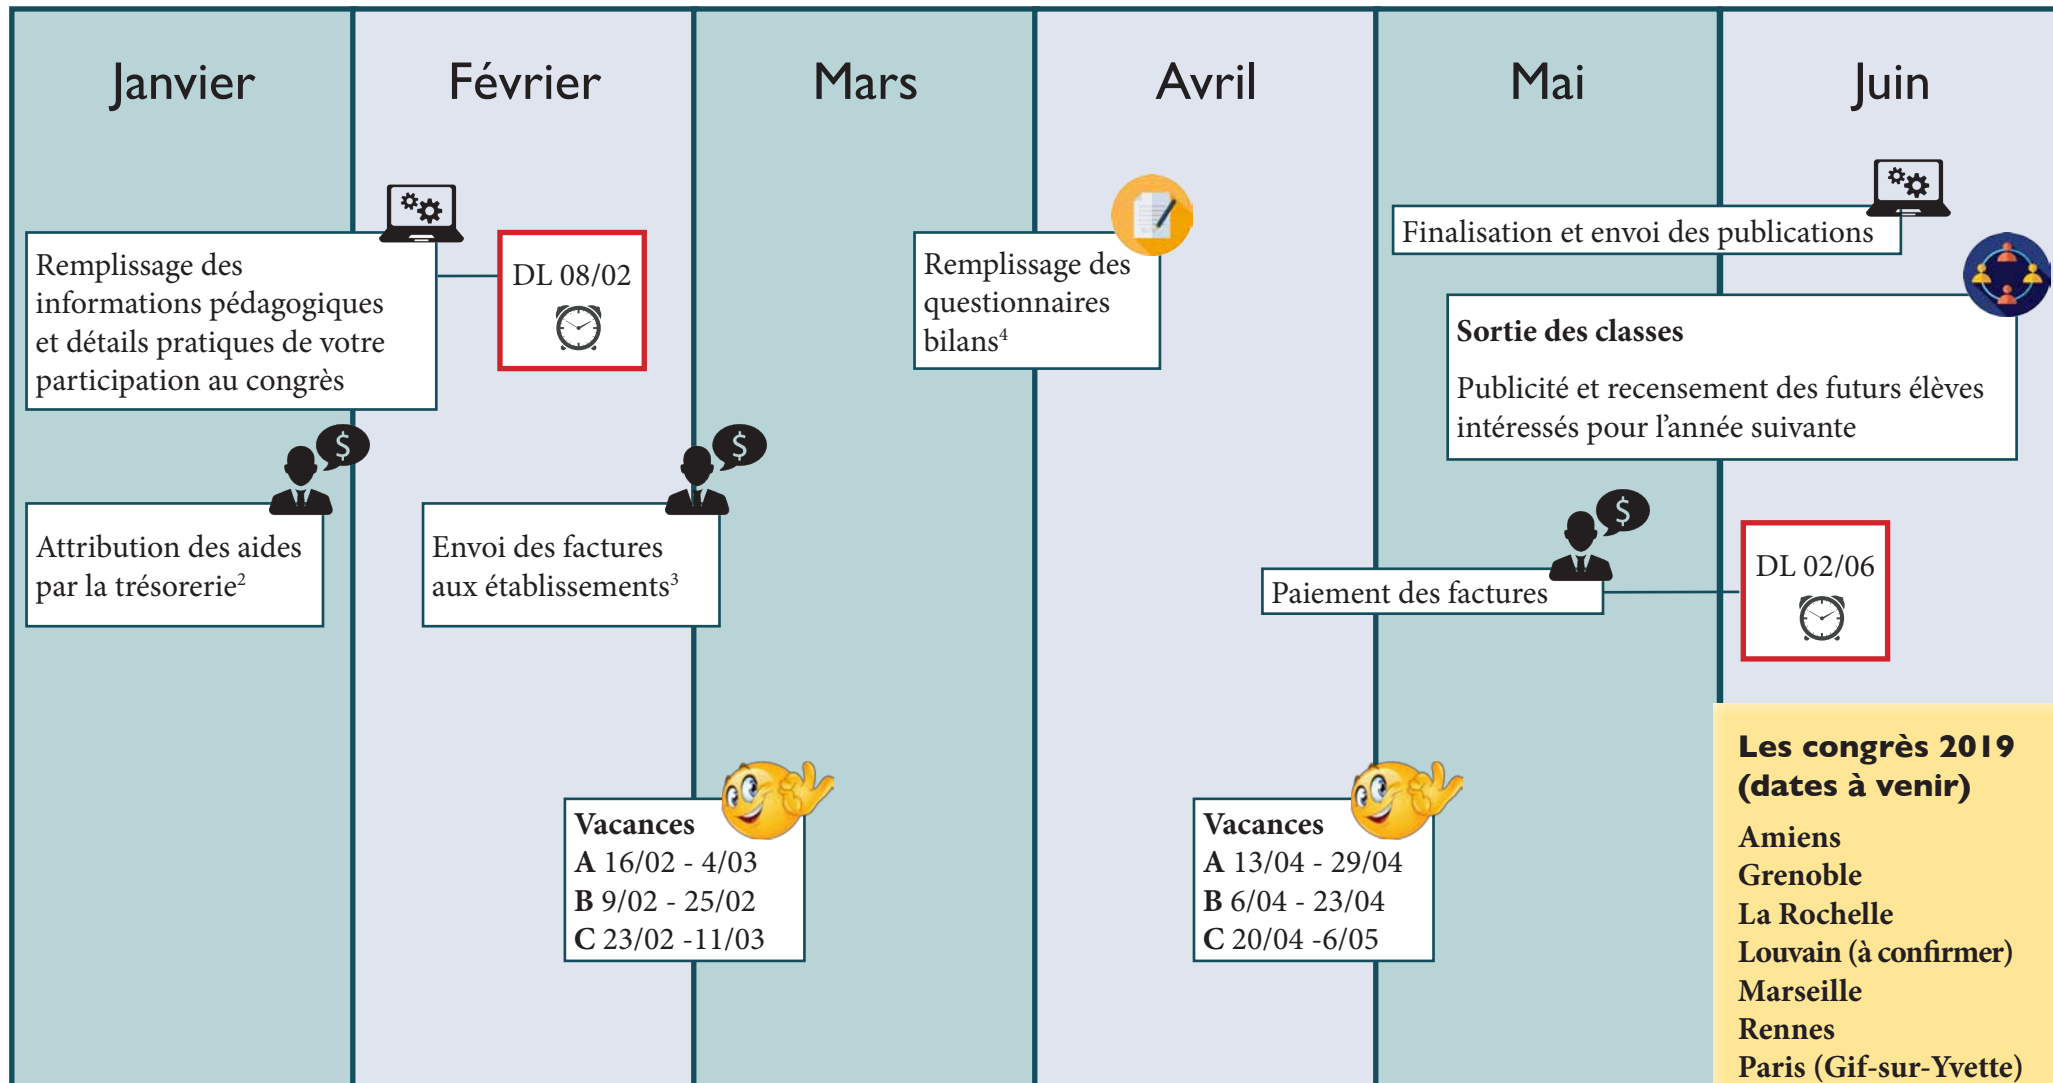 Janvier
Février
Mars
Avril
Mai
Juin
Remplissage des
informations pédagogiques
et détails pratiques de votre
participation au congrès
DL 08/02
Remplissage des
questionnaires
bilans⁴
Finalisation et envoi des publications
Sortie des classes
Publicité et recensement des futurs élèves
intéressés pour l'année suivante
$
Attribution des aides
par la trésorerie²
$
Envoi des factures
aux établissements³
$
Paiement des factures
DL 02/06
Vacances
A 16/02 - 4/03
B 9/02 - 25/02
C 23/02 -11/03
Vacances
A 13/04 - 29/04
B 6/04 - 23/04
C 20/04 -6/05
Les congrès 2019
(dates à venir)
Amiens
Grenoble
La Rochelle
Louvain (à confirmer)
Marseille
Rennes
Paris (Gif-sur-Yvette)